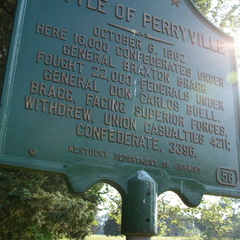 TLE OF PERRYVILLE
OCTOBER 8, 1862
HERE 16,000 CONFEDERATES UNDER
GENERAL BRAXTON BRAGG
FOUGHT 22,000 FEDERALS UNDER
GENERAL DON CARLOS BUELL.
BRAGG, FACING SUPERIOR FORCES,
WITHDREW. UNION CASUALTIES 4211;
CONFEDERATE, 3396.
KENTUCKY DEPARTMENT OF HIGHWAYS
58